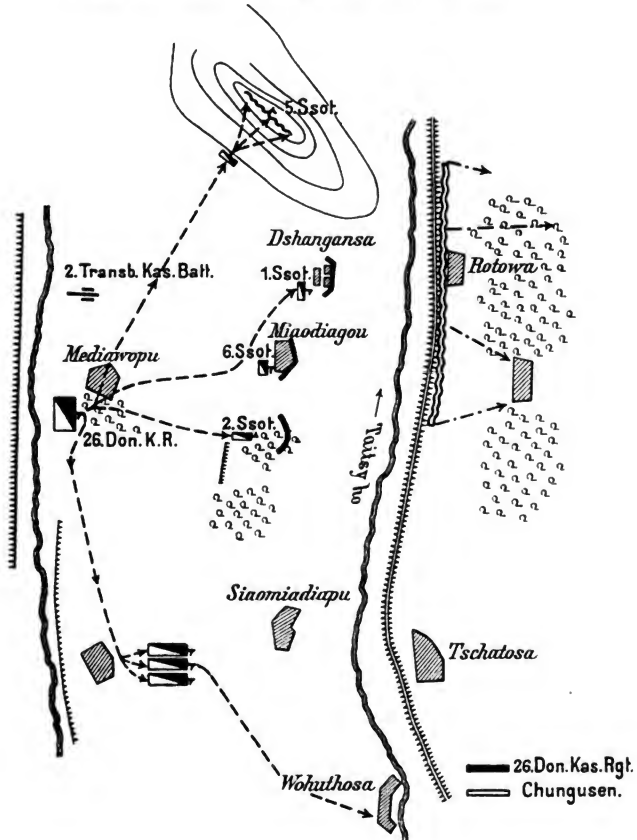 5.Ssot.
Dshangansa
2.Transb.Kas.Batt.
1.Ssot.
Rotowa
Miaodiagou
6.Ssot.
Mediawopu
2.Ssot.
26.Don.K.R.
← Taitsy ho
Siaomiadiapu
Tschatosa
26.Don.Kas.Rgt.
Wohuthosa
Chungusen.